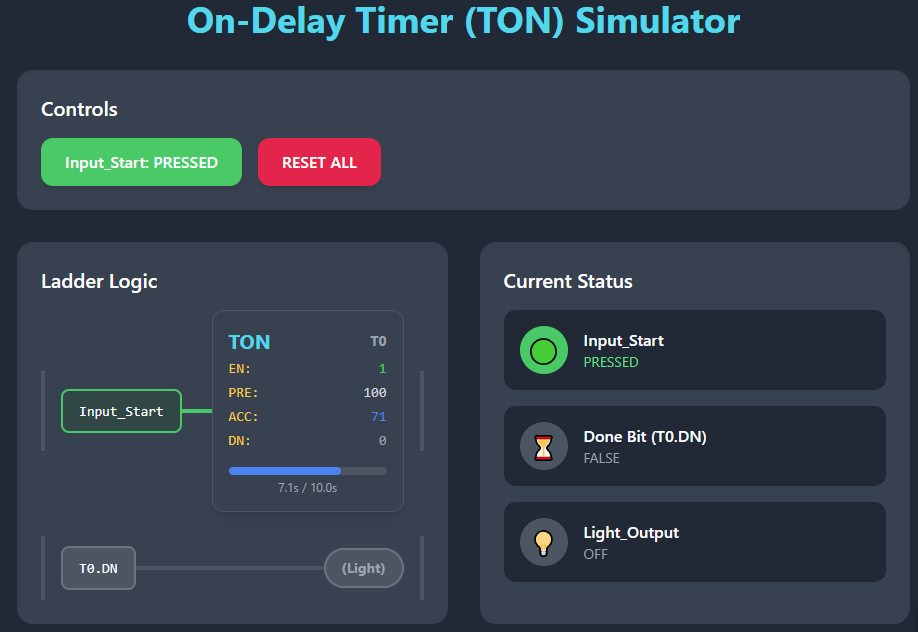 On-Delay Timer (TON) Simulator
Controls
Input_Start: PRESSED
RESET ALL
Ladder Logic
TON T0
EN: 1
PRE: 100
ACC: 71
DN: 0
7.1s / 10.0s
Input_Start
T0.DN
(Light)
Current Status
Input_Start
PRESSED
Done Bit (T0.DN)
FALSE
Light_Output
OFF